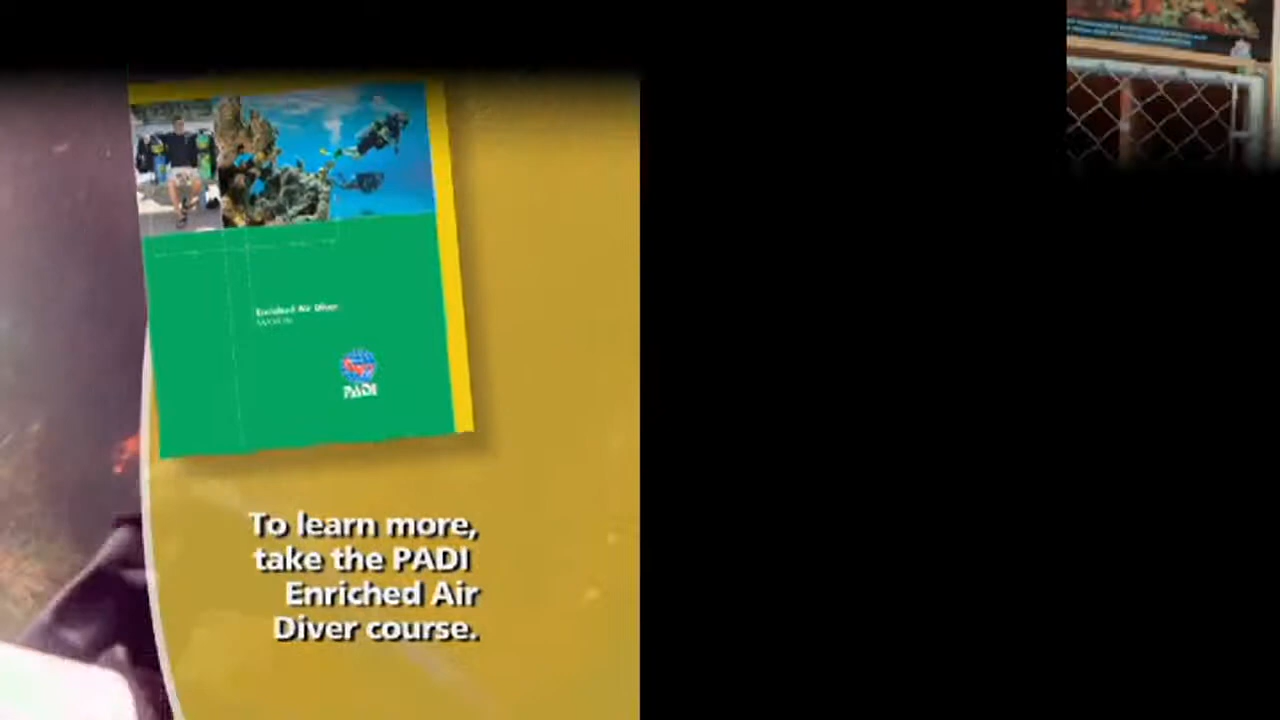 Enriched Air Diver
PADI
To learn more,
take the PADI
Enriched Air
Diver course.